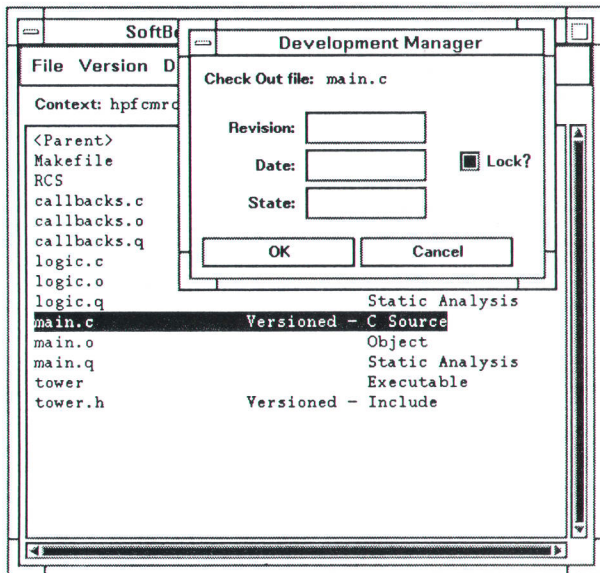 SoftBe
Development Manager
File Version D
Check Out file: main.c
Context: hpfcmrc
Revision:
Date:
Lock?
State:
OK Cancel
<Parent>
Makefile
RCS
callbacks.c
callbacks.o
callbacks.q
logic.c
logic.o
logic.q Static Analysis
main.c Versioned - C Source
main.o Object
main.q Static Analysis
tower Executable
tower.h Versioned - Include